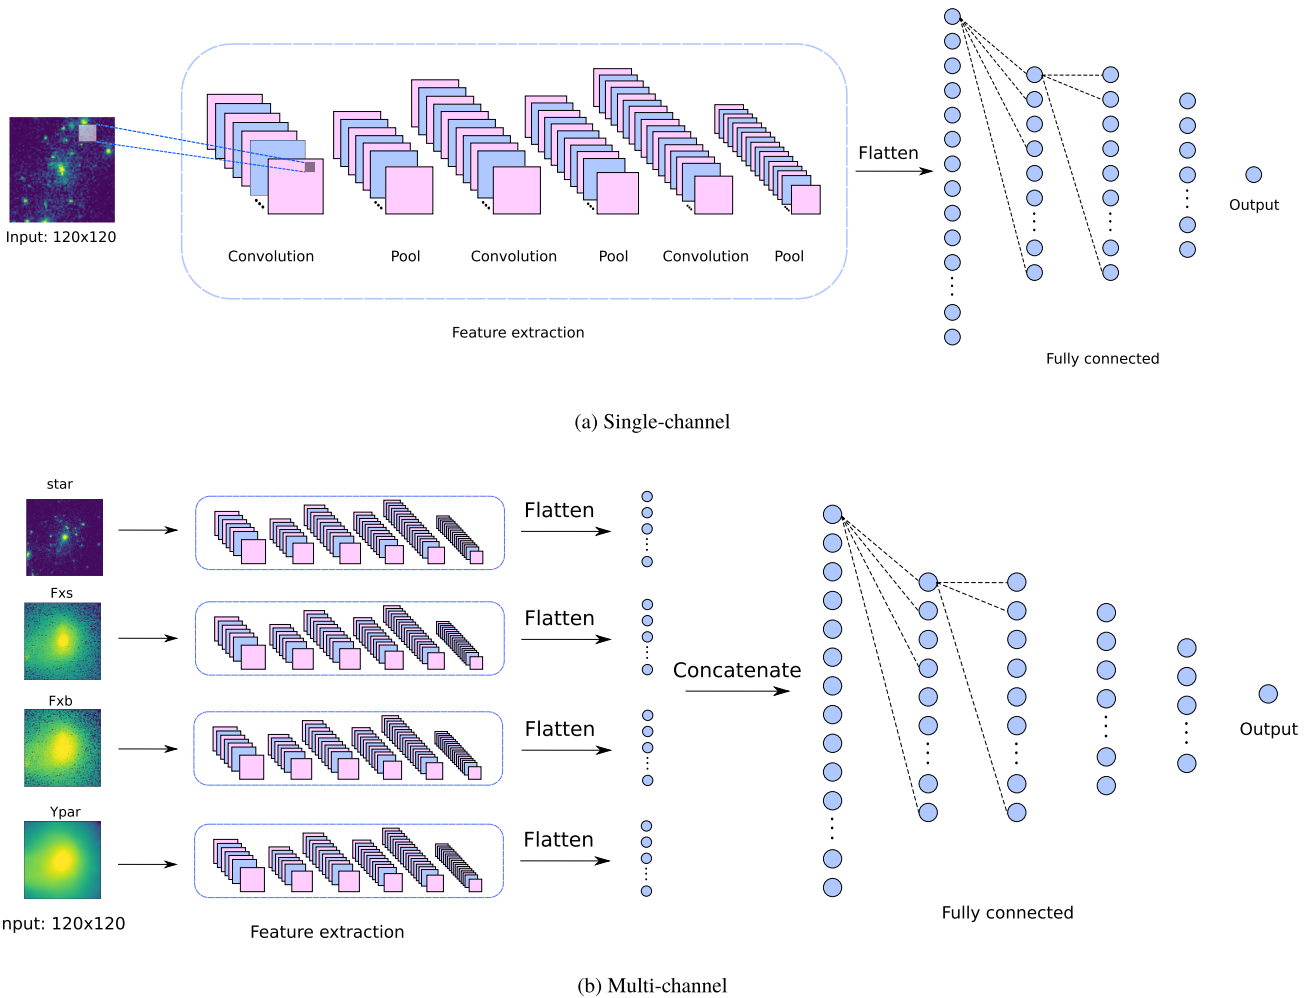 Flatten
Input: 120x120
Output
Convolution Pool Convolution Pool Convolution Pool
Feature extraction
Fully connected
(a) Single-channel
star
Flatten
Fxs
Flatten
Concatenate
Fxb
Flatten
Output
Ypar
Flatten
nput: 120x120
Feature extraction
Fully connected
(b) Multi-channel